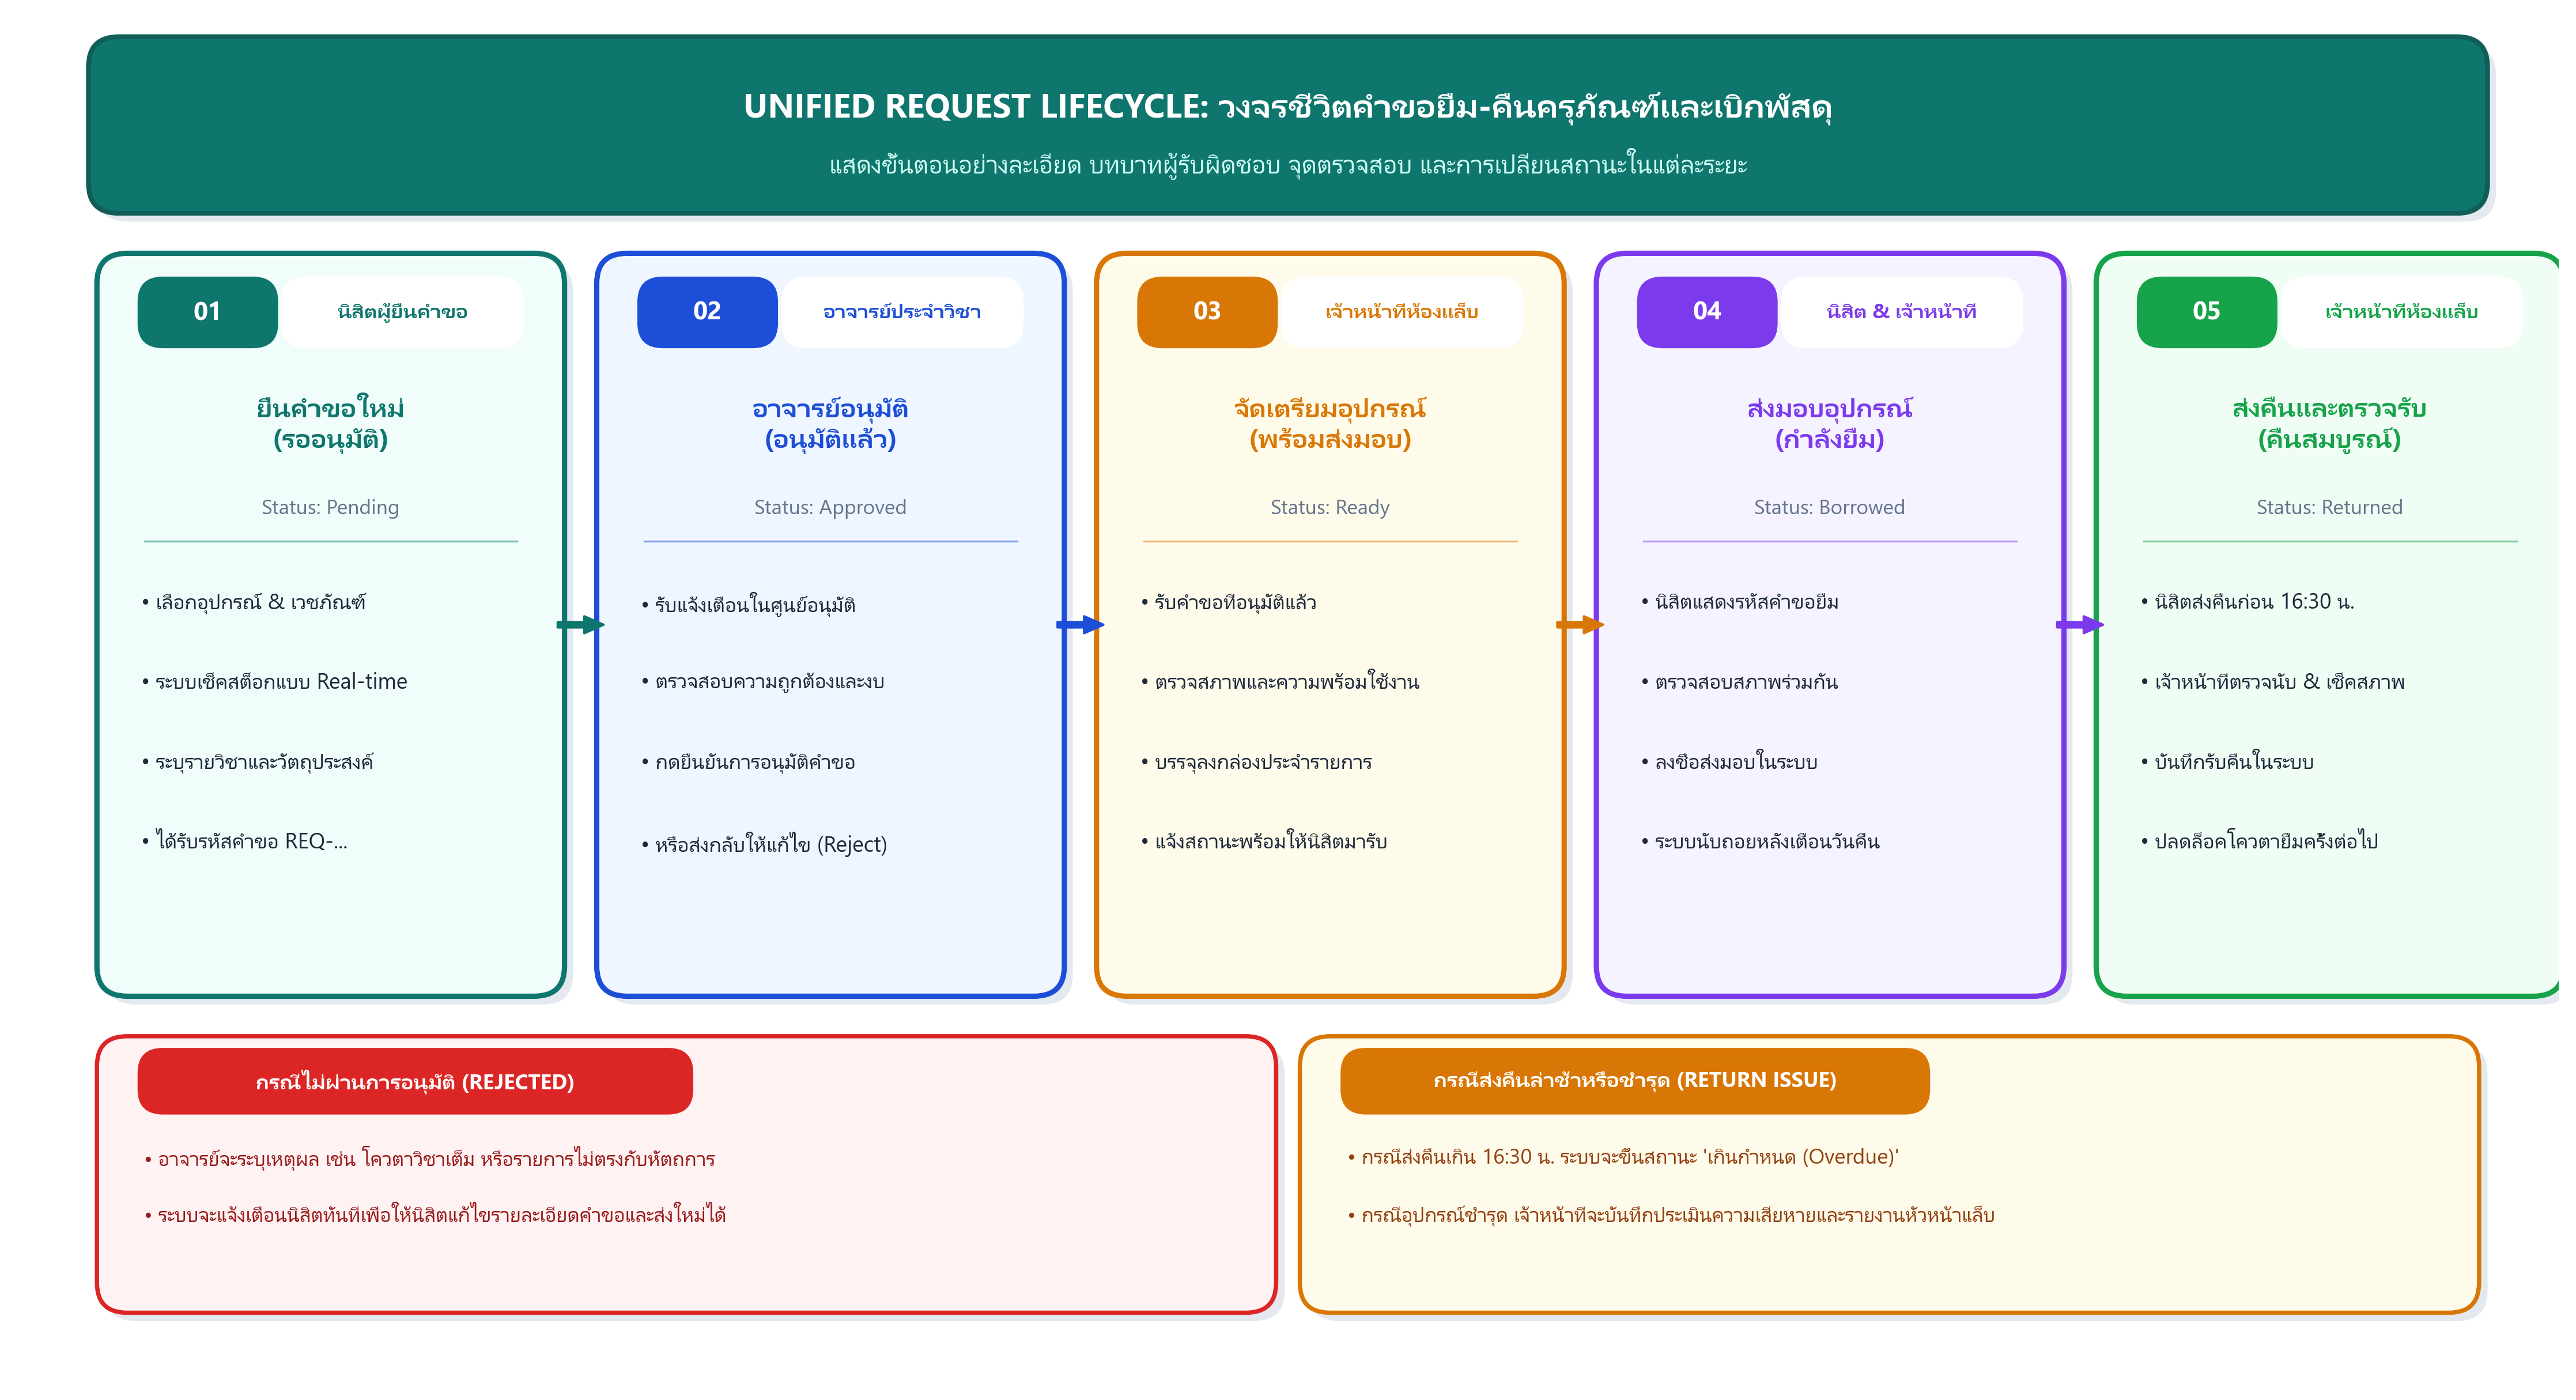 UNIFIED REQUEST LIFECYCLE: วงจรชีวิตคำขอยืม-คืนครุภัณฑ์และเบิกพัสดุ
แสดงขั้นตอนอย่างละเอียด บทบาทผู้รับผิดชอบ จุดตรวจสอบ และการเปลี่ยนสถานะในแต่ละระยะ
01
นิสิตผู้ยื่นคำขอ
ยื่นคำขอใหม่
(รออนุมัติ)
Status: Pending
• เลือกอุปกรณ์ & เวชภัณฑ์
• ระบบเช็คสต็อกแบบ Real-time
• ระบุรายวิชาและวัตถุประสงค์
• ได้รับรหัสคำขอ REQ-...
02
อาจารย์ประจำวิชา
อาจารย์อนุมัติ
(อนุมัติแล้ว)
Status: Approved
• รับแจ้งเตือนในศูนย์อนุมัติ
• ตรวจสอบความถูกต้องและงบ
• กดยืนยันการอนุมัติคำขอ
• หรือส่งกลับให้แก้ไข (Reject)
03
เจ้าหน้าที่ห้องแล็บ
จัดเตรียมอุปกรณ์
(พร้อมส่งมอบ)
Status: Ready
• รับคำขอที่อนุมัติแล้ว
• ตรวจสภาพและความพร้อมใช้งาน
• บรรจุลงกล่องประจำรายการ
• แจ้งสถานะพร้อมให้นิสิตมารับ
04
นิสิต & เจ้าหน้าที่
ส่งมอบอุปกรณ์
(กำลังยืม)
Status: Borrowed
• นิสิตแสดงรหัสคำขอยืม
• ตรวจสอบสภาพร่วมกัน
• ลงชื่อส่งมอบในระบบ
• ระบบนับถอยหลังเตือนวันคืน
05
เจ้าหน้าที่ห้องแล็บ
ส่งคืนและตรวจรับ
(คืนสมบูรณ์)
Status: Returned
• นิสิตส่งคืนก่อน 16:30 น.
• เจ้าหน้าที่ตรวจนับ & เช็คสภาพ
• บันทึกรับคืนในระบบ
• ปลดล็อคโควตายืมครั้งต่อไป
กรณีไม่ผ่านการอนุมัติ (REJECTED)
• อาจารย์จะระบุเหตุผล เช่น โควตาวิชาเต็ม หรือรายการไม่ตรงกับหัตถการ
• ระบบจะแจ้งเตือนนิสิตทันทีเพื่อให้นิสิตแก้ไขรายละเอียดคำขอและส่งใหม่ได้
กรณีส่งคืนล่าช้าหรือชำรุด (RETURN ISSUE)
• กรณีส่งคืนเกิน 16:30 น. ระบบจะขึ้นสถานะ 'เกินกำหนด (Overdue)'
• กรณีอุปกรณ์ชำรุด เจ้าหน้าที่จะบันทึกประเมินความเสียหายและรายงานหัวหน้าแล็บ